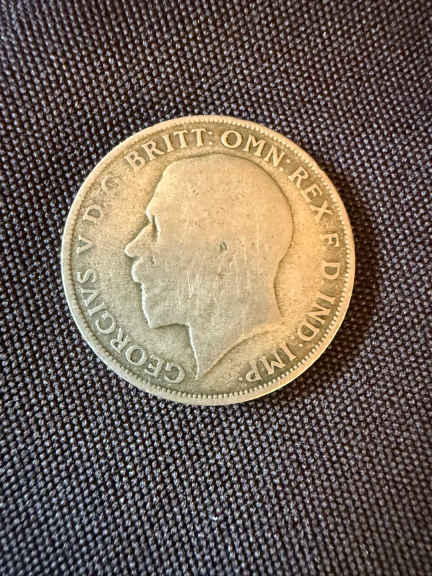 GEORGIVS V D. G. BRITT: OMN: REX F. D. IND: IMP: